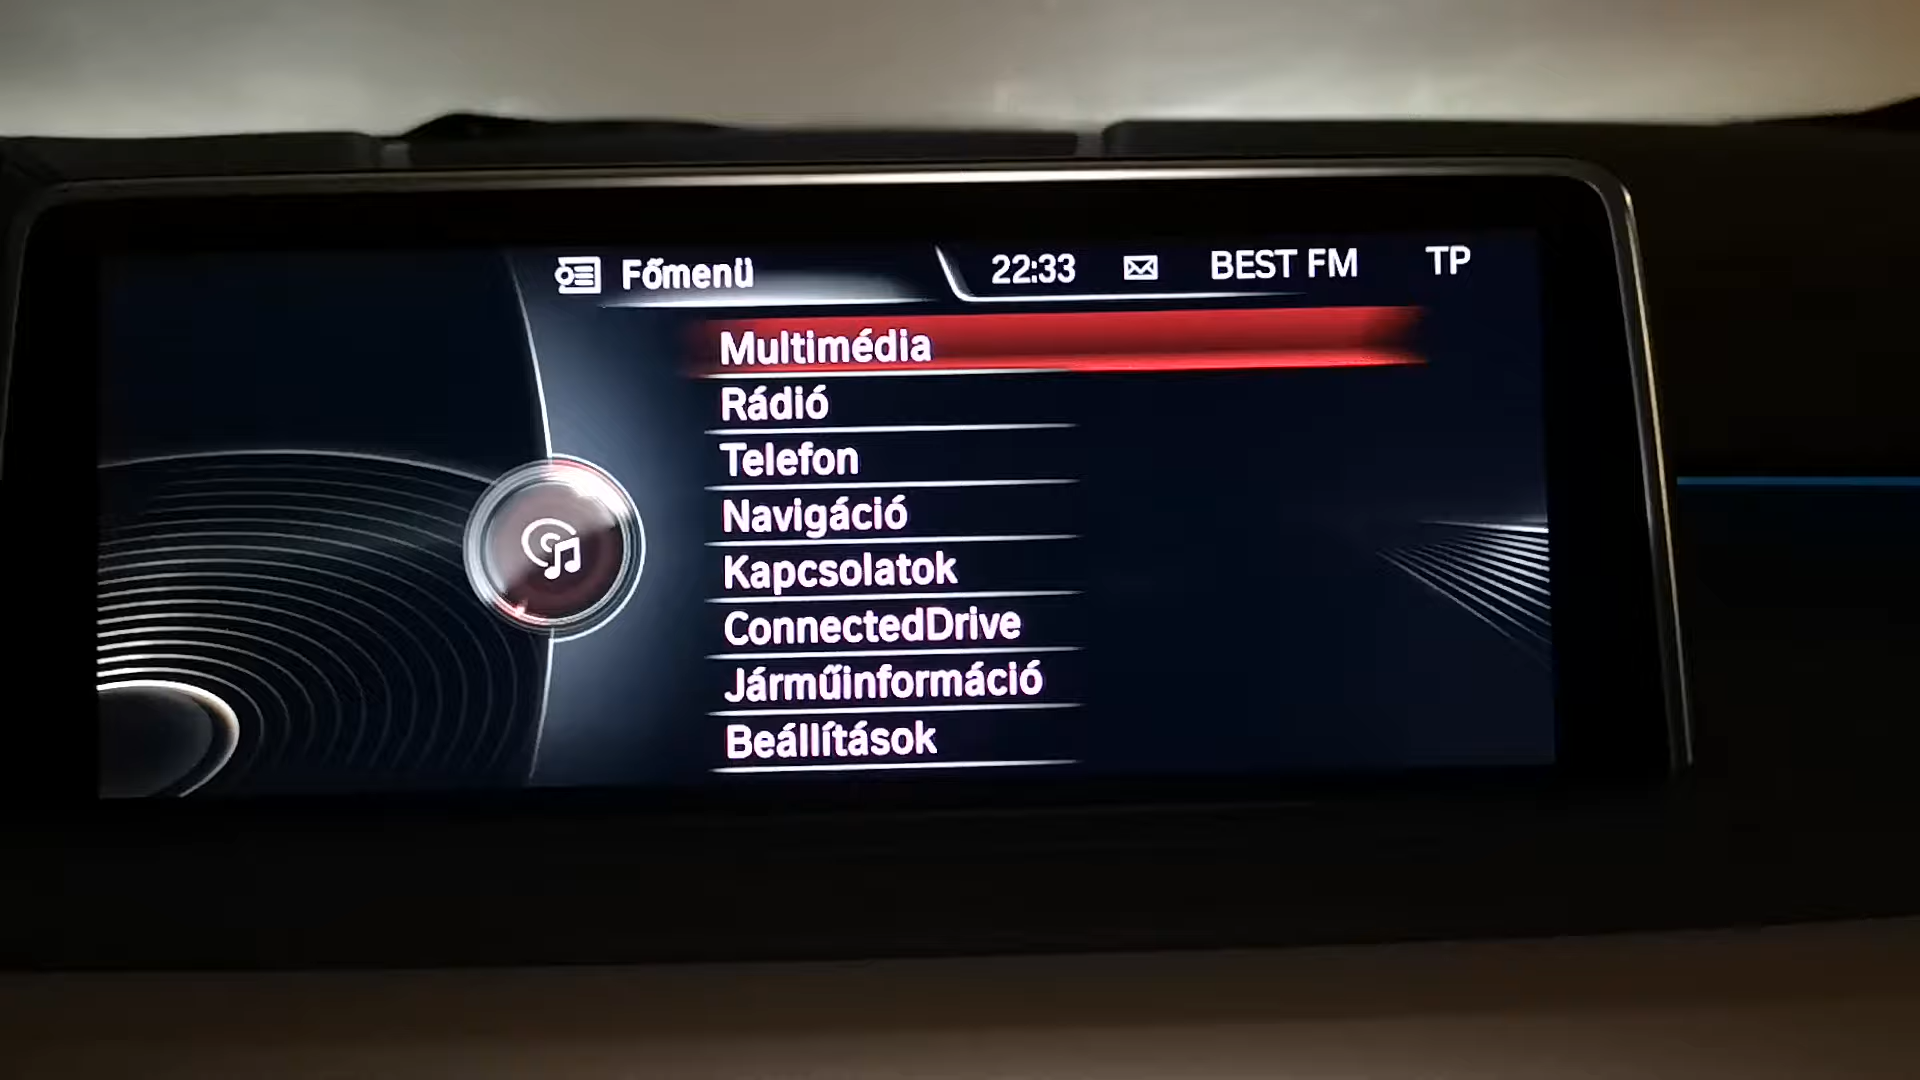 Főmenü 22:33 BEST FM TP
Multimédia
Rádió
Telefon
Navigáció
Kapcsolatok
ConnectedDrive
Járműinformáció
Beállítások